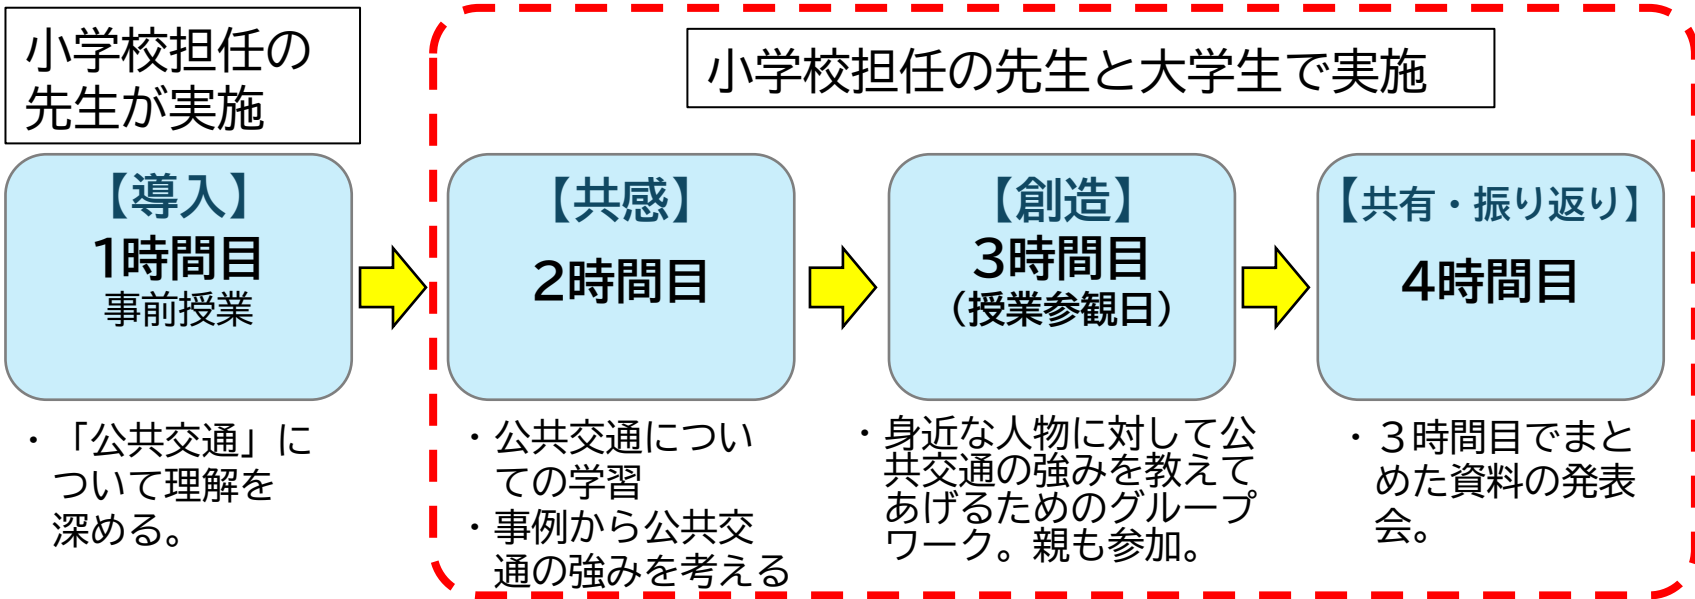 小学校担任の
先生が実施
小学校担任の先生と大学生で実施
【導入】
1時間目
事前授業
【共感】
2時間目
【創造】
3時間目
（授業参観日）
【共有・振り返り】
4時間目
・「公共交通」に
ついて理解を
深める。
・公共交通につい
ての学習
・事例から公共交
通の強みを考える
・身近な人物に対して公
共交通の強みを教えて
あげるためのグループ
ワーク。親も参加。
・３時間目でまと
めた資料の発表
会。